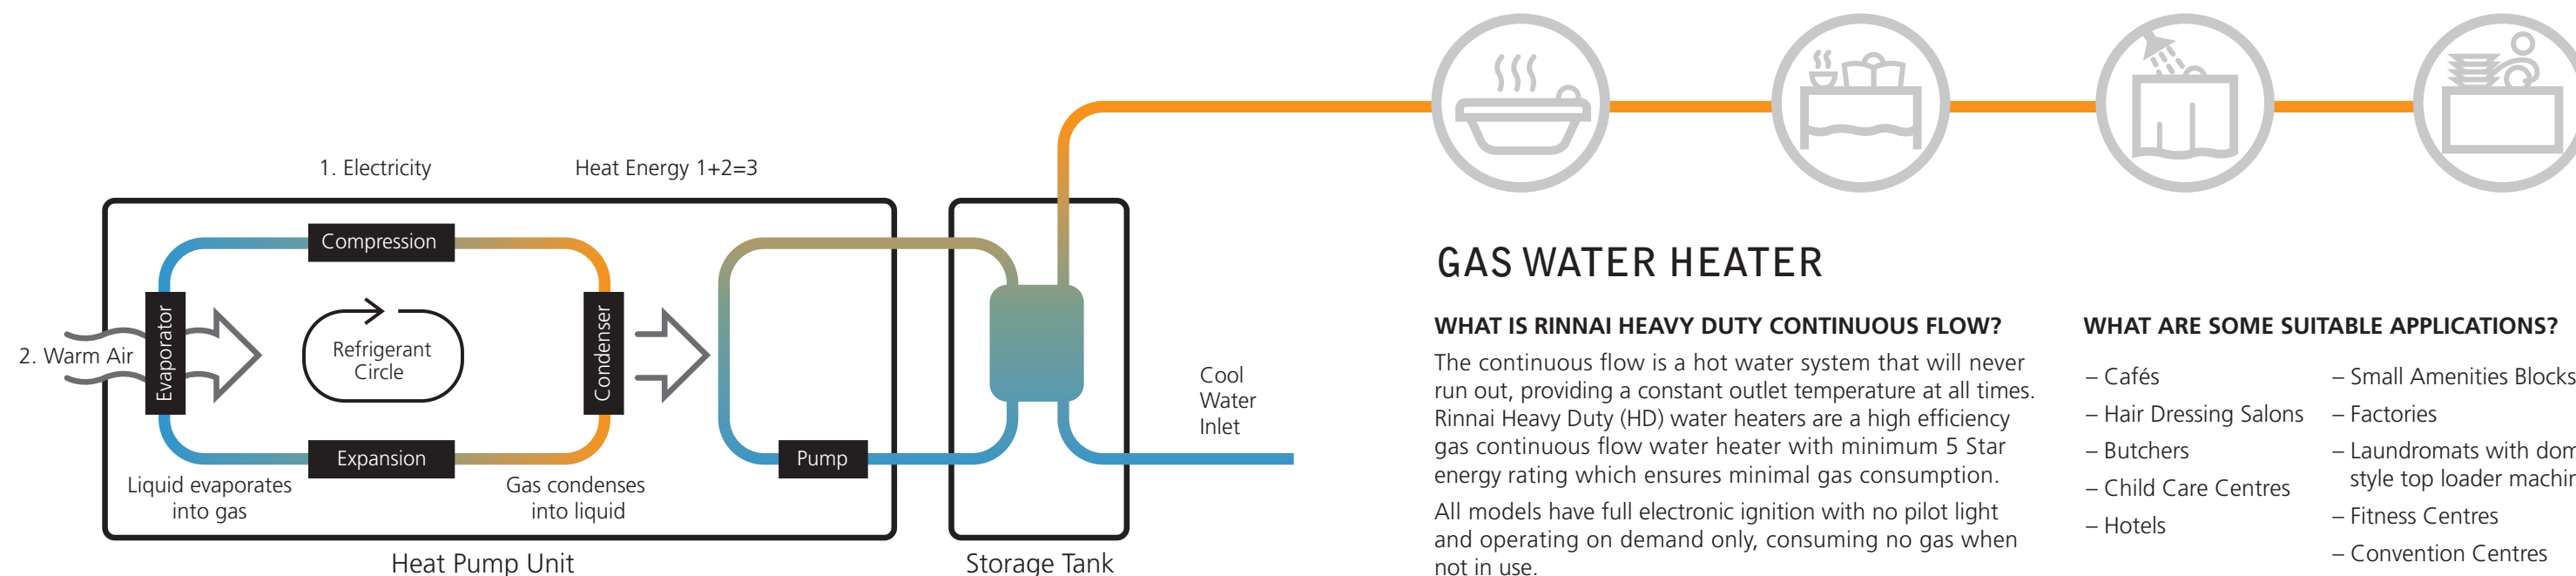 1. Electricity
Heat Energy 1+2=3
Compression
Evaporator
2. Warm Air
Refrigerant
Circle
Condenser
Expansion
Pump
Liquid evaporates
into gas
Gas condenses
into liquid
Heat Pump Unit
Storage Tank
Cool
Water
Inlet
GAS WATER HEATER
WHAT IS RINNAI HEAVY DUTY CONTINUOUS FLOW?
The continuous flow is a hot water system that will never
run out, providing a constant outlet temperature at all times.
Rinnai Heavy Duty (HD) water heaters are a high efficiency
gas continuous flow water heater with minimum 5 Star
energy rating which ensures minimal gas consumption.
All models have full electronic ignition with no pilot light
and operating on demand only, consuming no gas when
not in use.
WHAT ARE SOME SUITABLE APPLICATIONS?
– Cafés
– Hair Dressing Salons
– Butchers
– Child Care Centres
– Hotels
– Small Amenities Blocks
– Factories
– Laundromats with
style top loader
– Fitness Centres
– Convention Centres